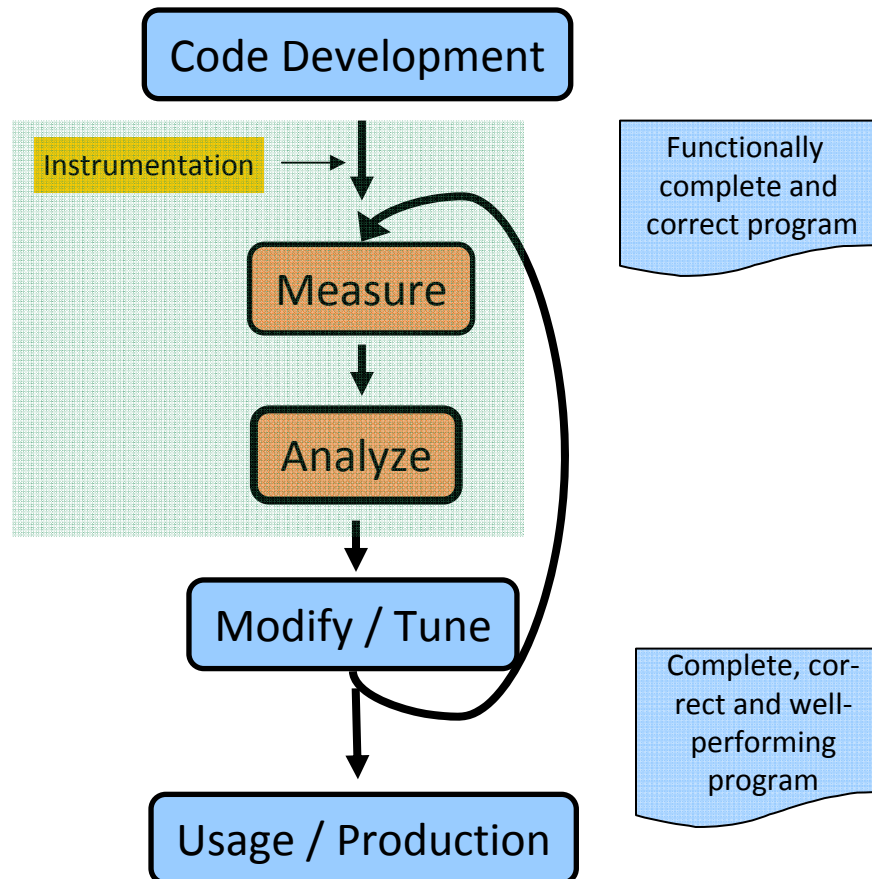 Code Development
Instrumentation
Functionally
complete and
correct program
Measure
Analyze
Modify / Tune
Complete, cor-
rect and well-
performing
program
Usage / Production